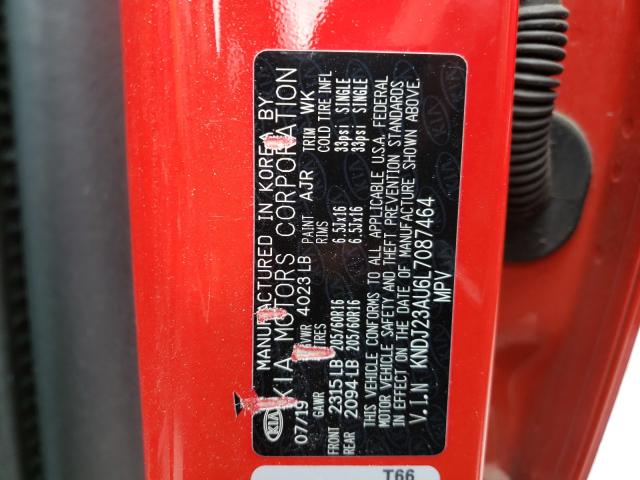 KIA MANUFACTURED IN KOREA BY
KIA MOTORS CORPORATION
07/19 GVWR 4023 LB PAINT AJR TRIM WK
GAWR TIRES RIMS COLD TIRE INFL
FRONT 2315 LB 205/60R16 6.5Jx16 33psi SINGLE
REAR 2094 LB 205/60R16 6.5Jx16 33psi SINGLE
THIS VEHICLE CONFORMS TO ALL APPLICABLE U.S.A. FEDERAL
MOTOR VEHICLE SAFETY AND THEFT PREVENTION STANDARDS
IN EFFECT ON THE DATE OF MANUFACTURE SHOWN ABOVE.
V.I.N KNDJ23AU6L7087464
MPV
T66